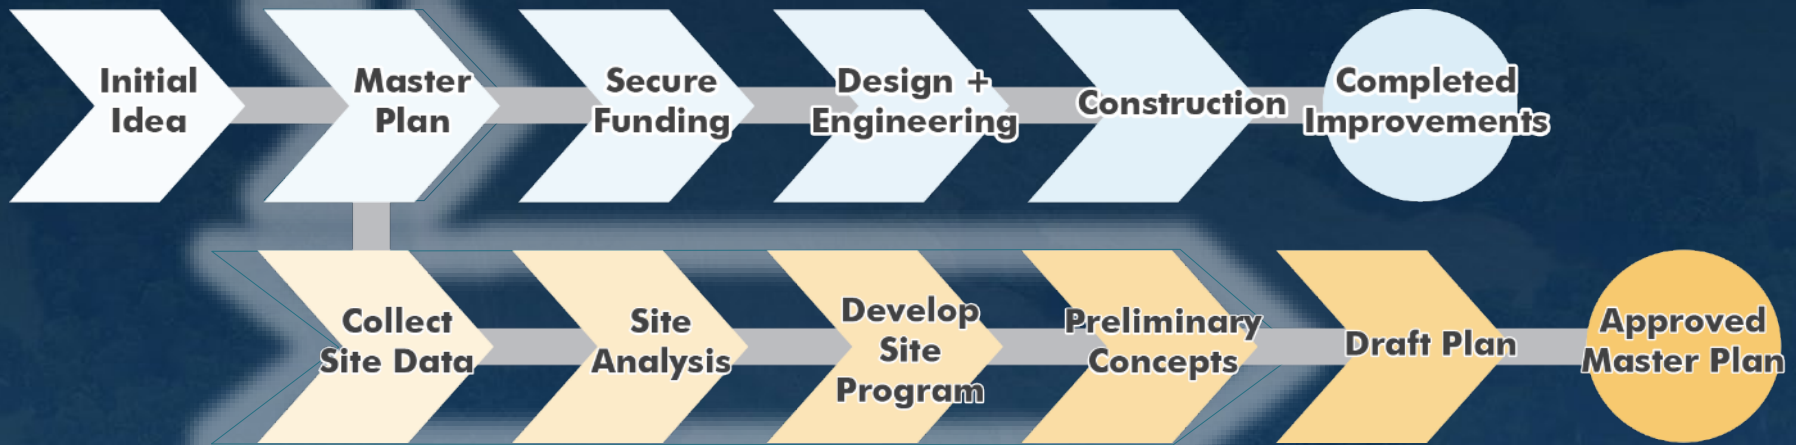 Initial
Idea
Master
Plan
Secure
Funding
Design +
Engineering
Construction
Completed
Improvements
Collect
Site Data
Site
Analysis
Develop
Site
Program
Preliminary
Concepts
Draft Plan
Approved
Master Plan